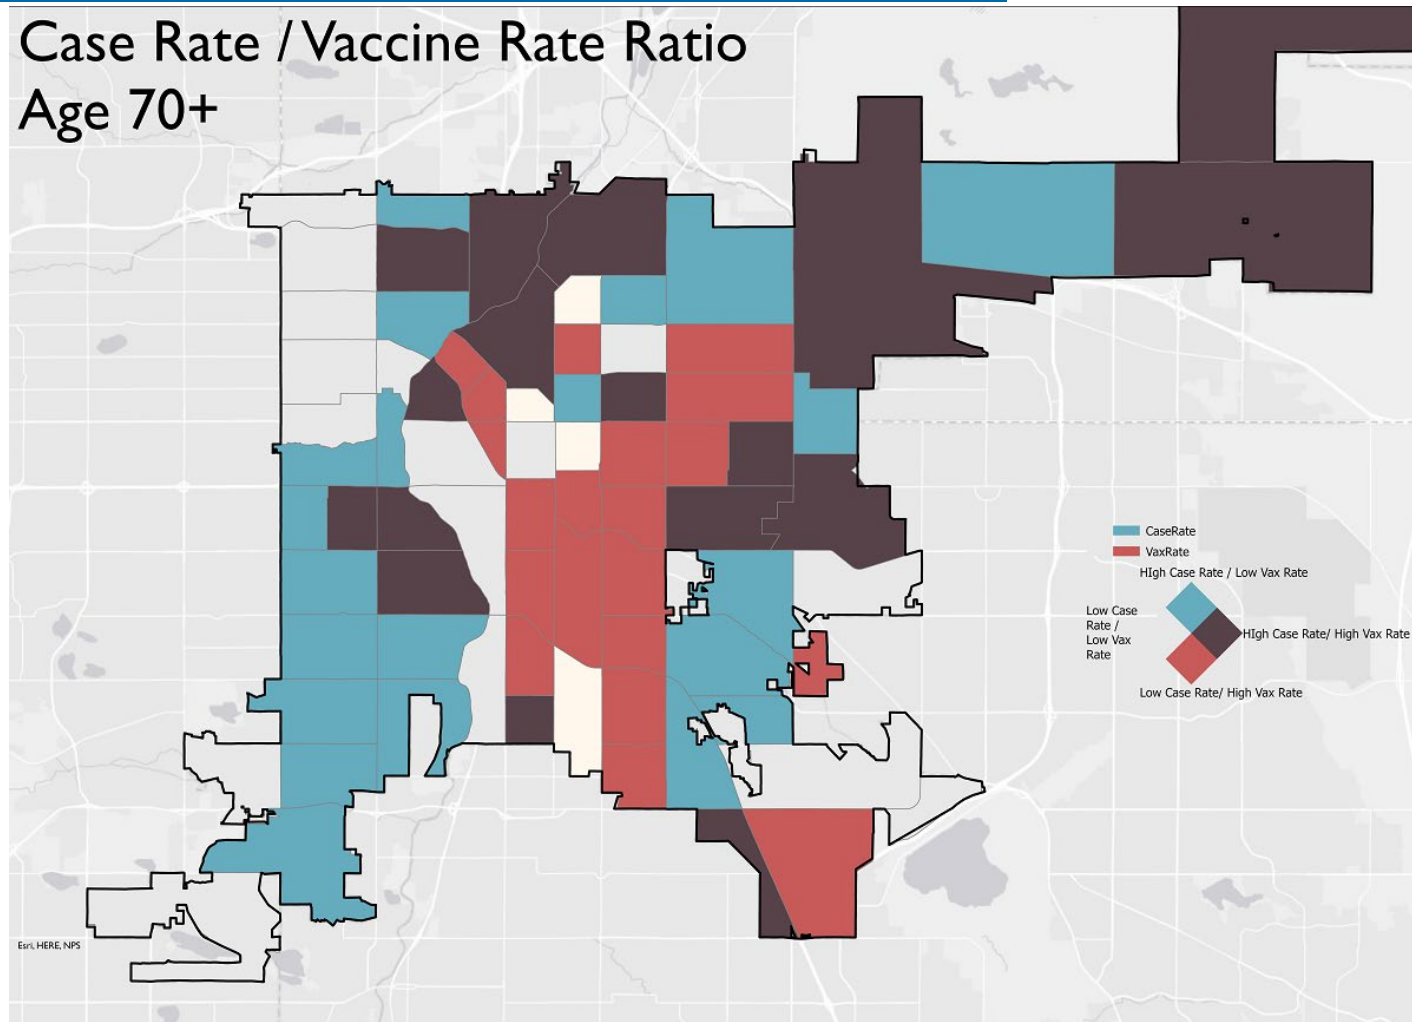 Case Rate / Vaccine Rate Ratio
Age 70+
CaseRate
VaxRate
HIgh Case Rate / Low Vax Rate
Low Case
Rate /
Low Vax
Rate
HIgh Case Rate/ High Vax Rate
Low Case Rate/ High Vax Rate
Esri, HERE, NPS